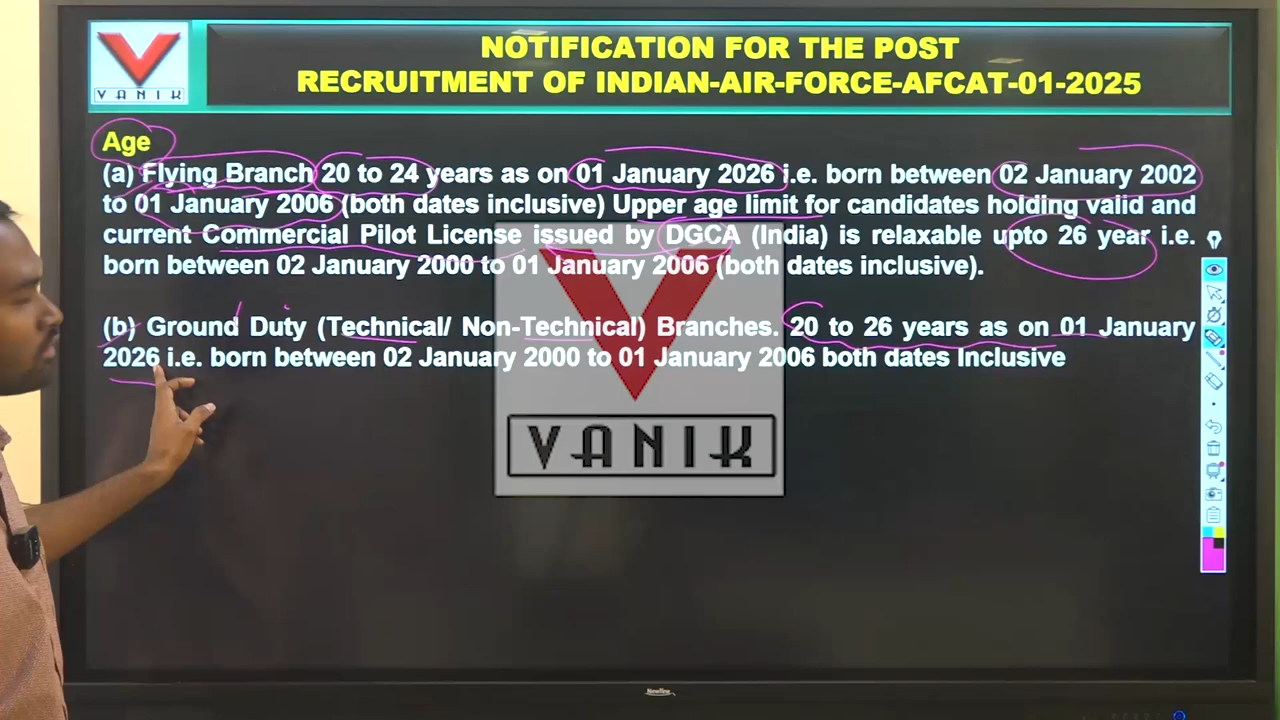 VANIK
NOTIFICATION FOR THE POST
RECRUITMENT OF INDIAN-AIR-FORCE-AFCAT-01-2025
Age
(a) Flying Branch 20 to 24 years as on 01 January 2026 i.e. born between 02 January 2002
to 01 January 2006 (both dates inclusive) Upper age limit for candidates holding valid and
current Commercial Pilot License issued by DGCA (India) is relaxable upto 26 year i.e.
born between 02 January 2000 to 01 January 2006 (both dates inclusive).
(b) Ground Duty (Technical/ Non-Technical) Branches. 20 to 26 years as on 01 January
2026 i.e. born between 02 January 2000 to 01 January 2006 both dates Inclusive
VANIK
Newline